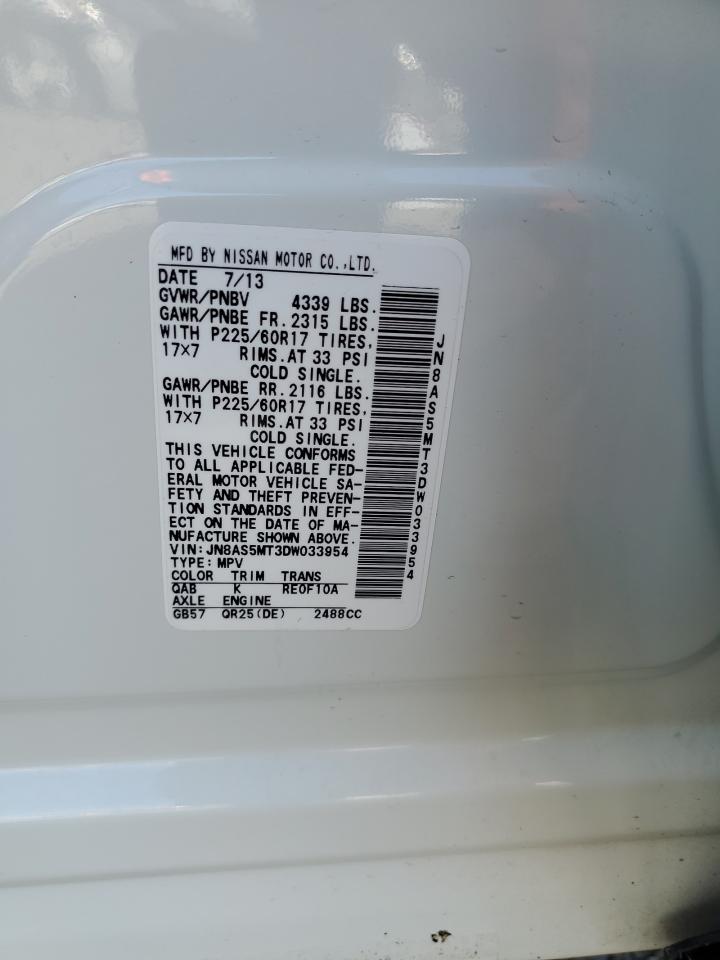 MFD BY NISSAN MOTOR CO.,LTD.
DATE 7/13
GVWR/PNBV 4339 LBS.
GAWR/PNBE FR. 2315 LBS.
WITH P225/60R17 TIRES,
17x7 RIMS.AT 33 PSI
COLD SINGLE.
GAWR/PNBE RR. 2116 LBS.
WITH P225/60R17 TIRES,
17x7 RIMS.AT 33 PSI
COLD SINGLE.
THIS VEHICLE CONFORMS
TO ALL APPLICABLE FED-
ERAL MOTOR VEHICLE SA-
FETY AND THEFT PREVEN-
TION STANDARDS IN EFF-
ECT ON THE DATE OF MA-
NUFACTURE SHOWN ABOVE.
VIN:JN8AS5MT3DW033954
TYPE:MPV
COLOR TRIM TRANS
QAB K RE0F10A
AXLE ENGINE
GB57 QR25(DE) 2488CC
JN8AS5MT3DW033954